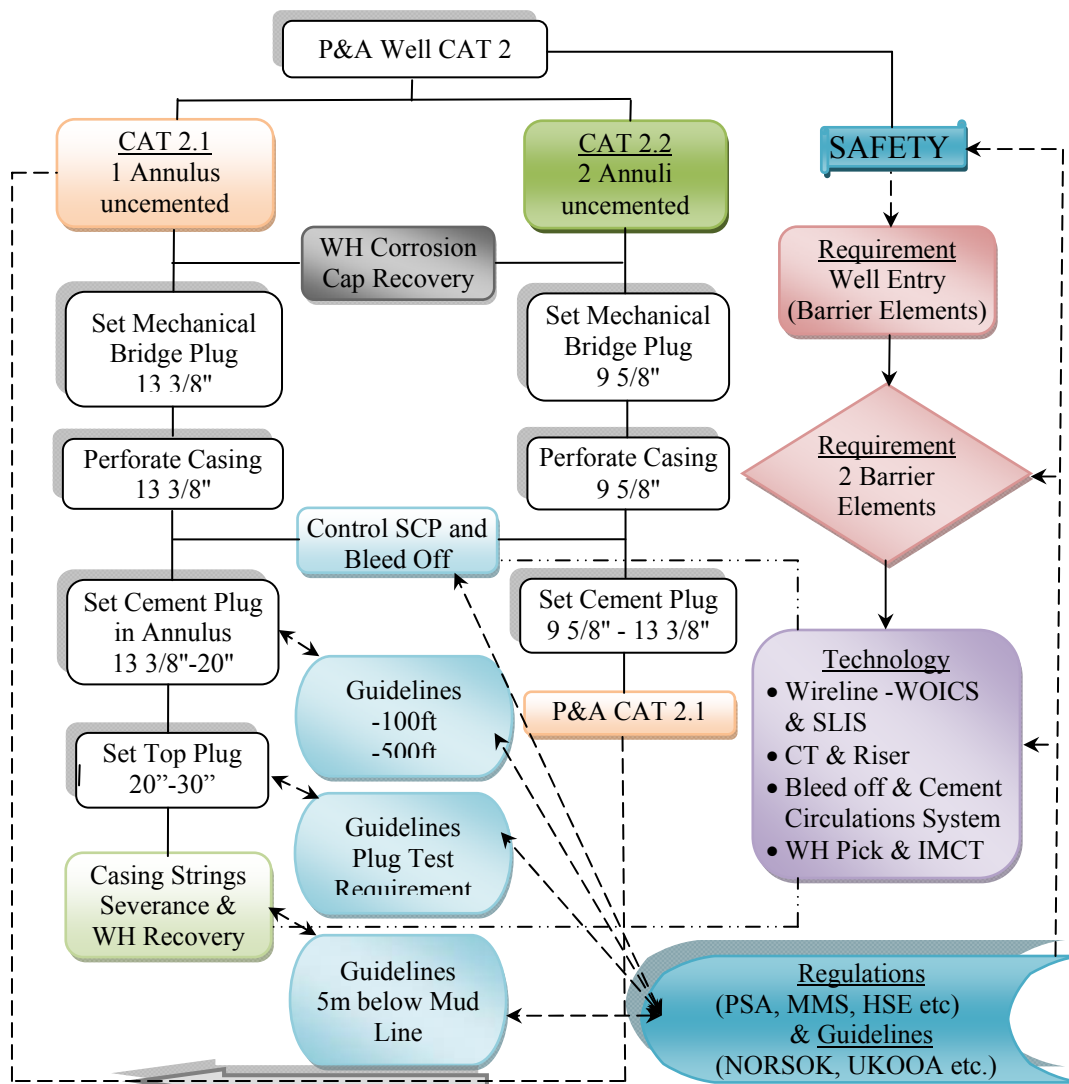 P&A Well CAT 2
CAT 2.1
1 Annulus
uncemented
CAT 2.2
2 Annuli
uncemented
SAFETY
WH Corrosion
Cap Recovery
Requirement
Well Entry
(Barrier Elements)
Set Mechanical
Bridge Plug
13 3/8"
Set Mechanical
Bridge Plug
9 5/8"
Perforate Casing
13 3/8"
Perforate Casing
9 5/8"
Requirement
2 Barrier
Elements
Control SCP and
Bleed Off
Set Cement Plug
in Annulus
13 3/8"-20"
Set Cement Plug
9 5/8" - 13 3/8"
Guidelines
-100ft
-500ft
P&A CAT 2.1
Technology
• Wireline -WOICS
& SLIS
• CT & Riser
• Bleed off & Cement
Circulations System
• WH Pick & IMCT
Set Top Plug
20”-30”
Guidelines
Plug Test
Requirement
Casing Strings
Severance &
WH Recovery
Guidelines
5m below Mud
Line
Regulations
(PSA, MMS, HSE etc)
& Guidelines
(NORSOK, UKOOA etc.)